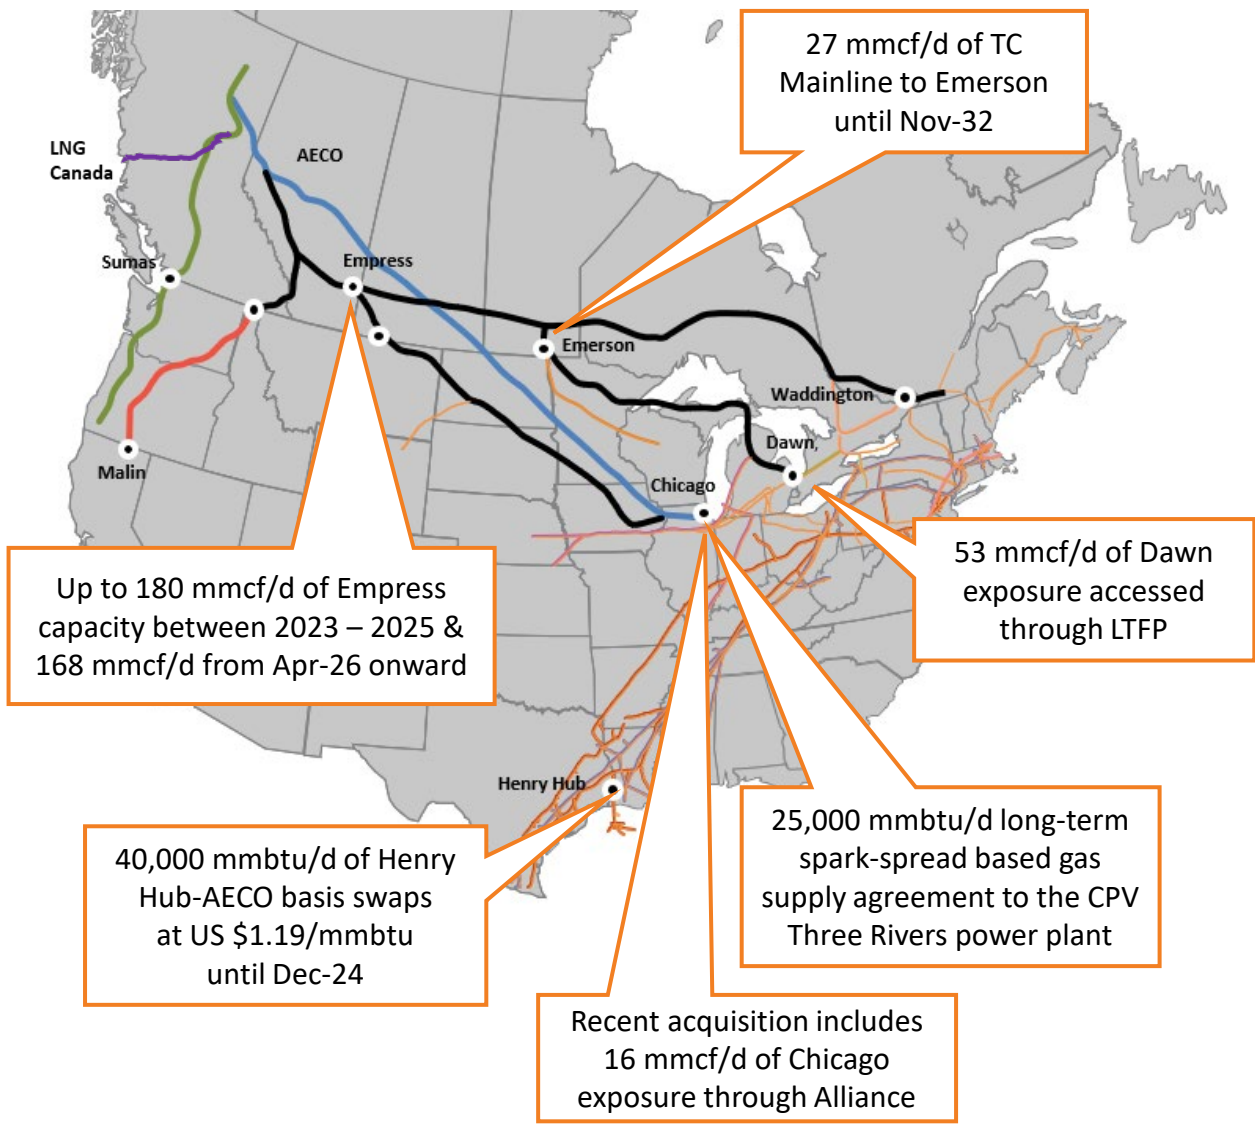 27 mmcf/d of TC
Mainline to Emerson
until Nov-32
LNG
Canada
AECO
Sumas
Empress
Emerson
Waddington
Malin
Dawn,
Chicago
Up to 180 mmcf/d of Empress
capacity between 2023 – 2025 &
168 mmcf/d from Apr-26 onward
53 mmcf/d of Dawn
exposure accessed
through LTFP
Henry Hub
40,000 mmbtu/d of Henry
Hub-AECO basis swaps
at US $1.19/mmbtu
until Dec-24
25,000 mmbtu/d long-term
spark-spread based gas
supply agreement to the CPV
Three Rivers power plant
Recent acquisition includes
16 mmcf/d of Chicago
exposure through Alliance